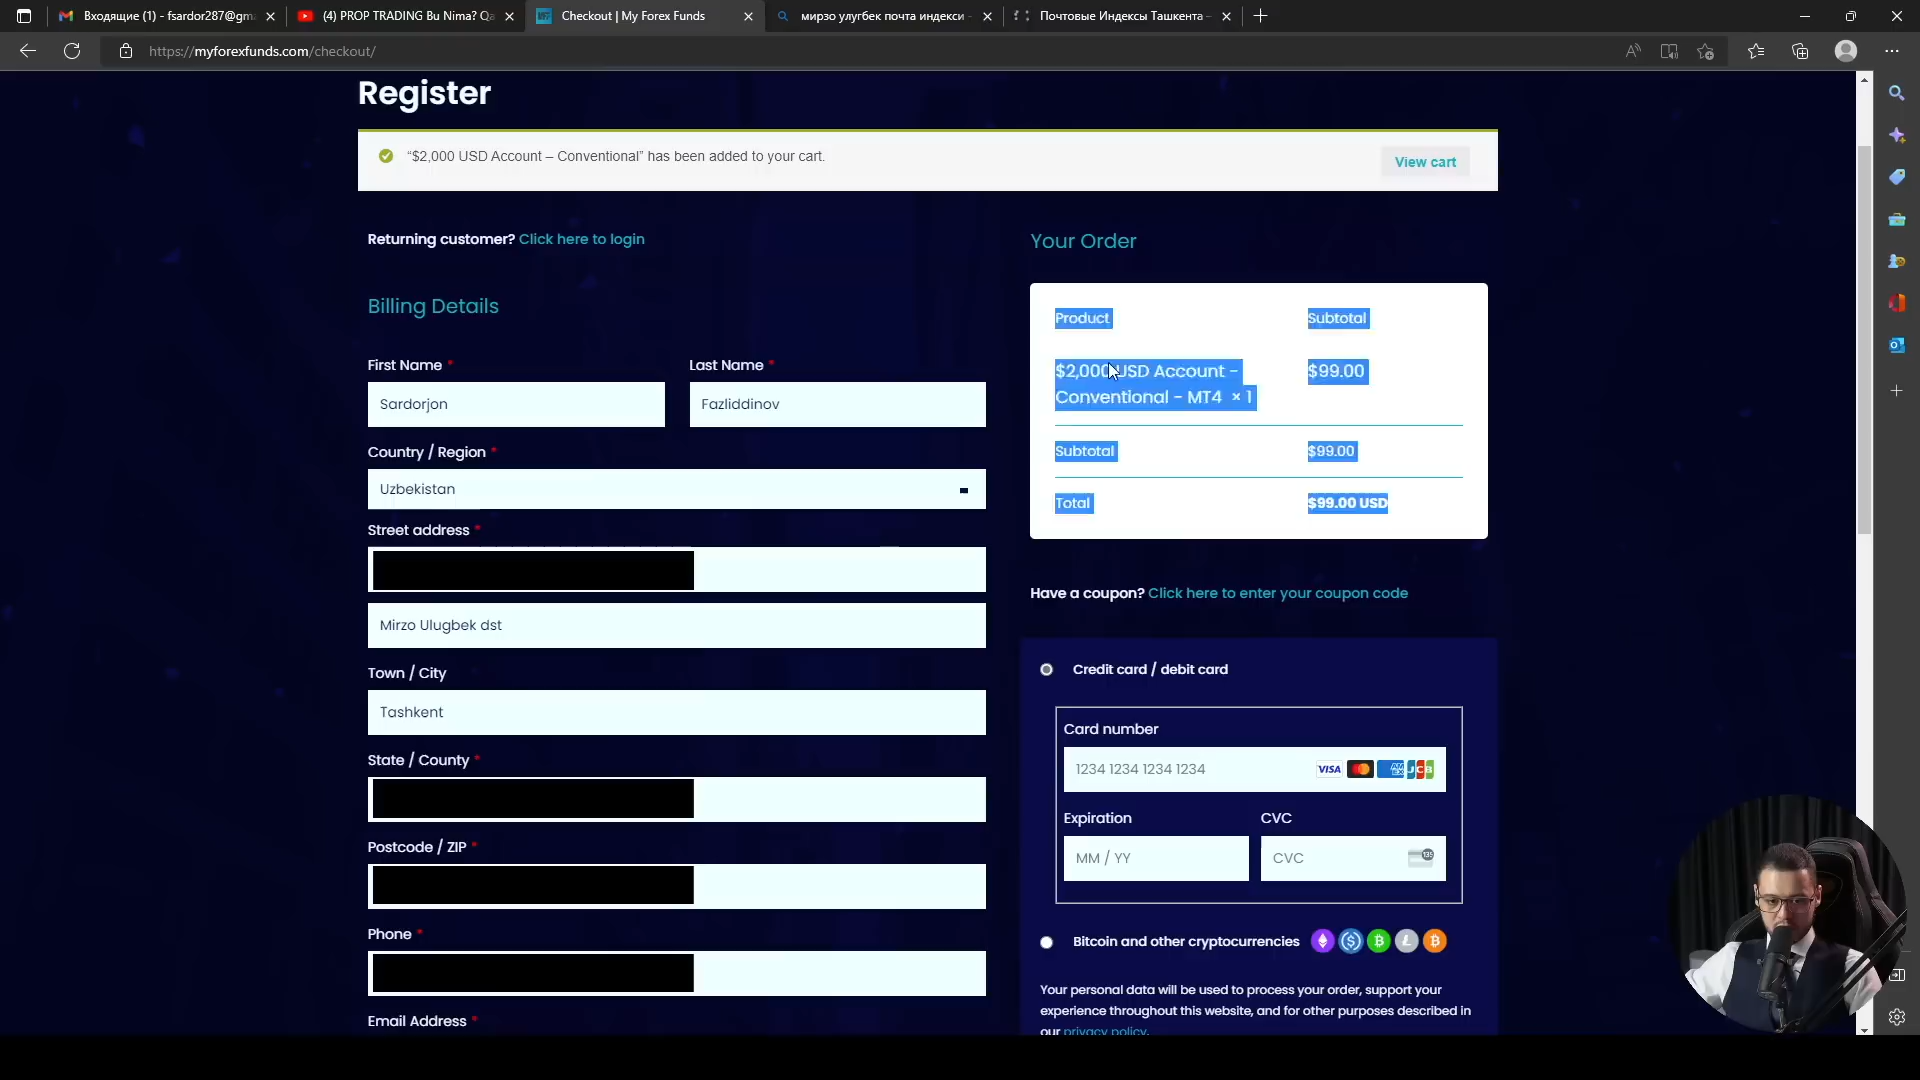 Входящие (1) - fsardor287@gma
(4) PROP TRADING Bu Nima? Qa
Checkout | My Forex Funds
мирзо улугбек почта индекси -
Почтовые Индексы Ташкента -
https://myforexfunds.com/checkout/
Register
“$2,000 USD Account – Conventional” has been added to your cart.
View cart
Returning customer? Click here to login
Billing Details
First Name *
Last Name *
Sardorjon
Fazliddinov
Country / Region *
Uzbekistan
Street address *
Mirzo Ulugbek dst
Town / City
Tashkent
State / County *
Postcode / ZIP *
Phone *
Email Address *
Your Order
Product
Subtotal
$2,000 USD Account -
$99.00
Conventional - MT4 × 1
Subtotal
$99.00
Total
$99.00 USD
Have a coupon? Click here to enter your coupon code
Credit card / debit card
Card number
1234 1234 1234 1234
VISA
JCB
Expiration
CVC
MM / YY
CVC
Bitcoin and other cryptocurrencies
Your personal data will be used to process your order, support your
experience throughout this website, and for other purposes described in
our privacy policy.